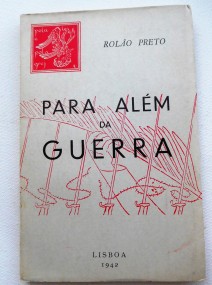 ROLÃO PRETO
PARA ALÉM
DA
GUERRA
LISBOA
1942